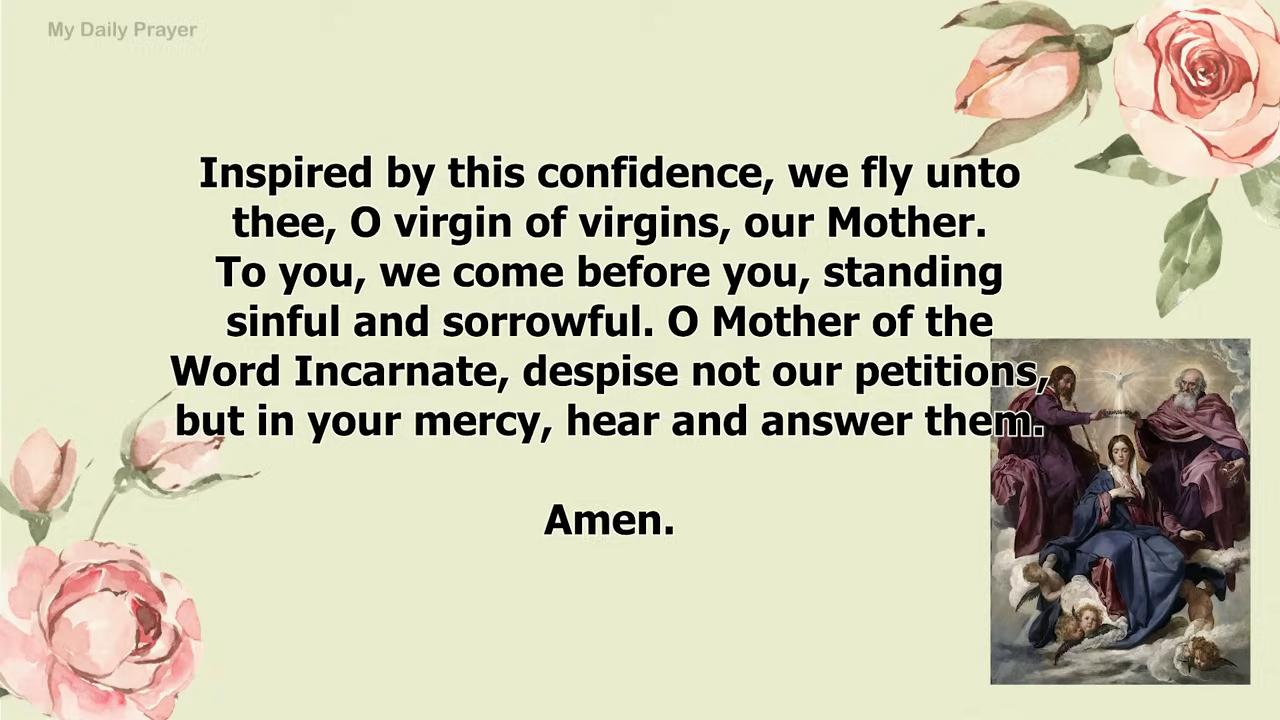 My Daily Prayer
Inspired by this confidence, we fly unto
thee, O virgin of virgins, our Mother.
To you, we come before you, standing
sinful and sorrowful. O Mother of the
Word Incarnate, despise not our petitions,
but in your mercy, hear and answer them.
Amen.